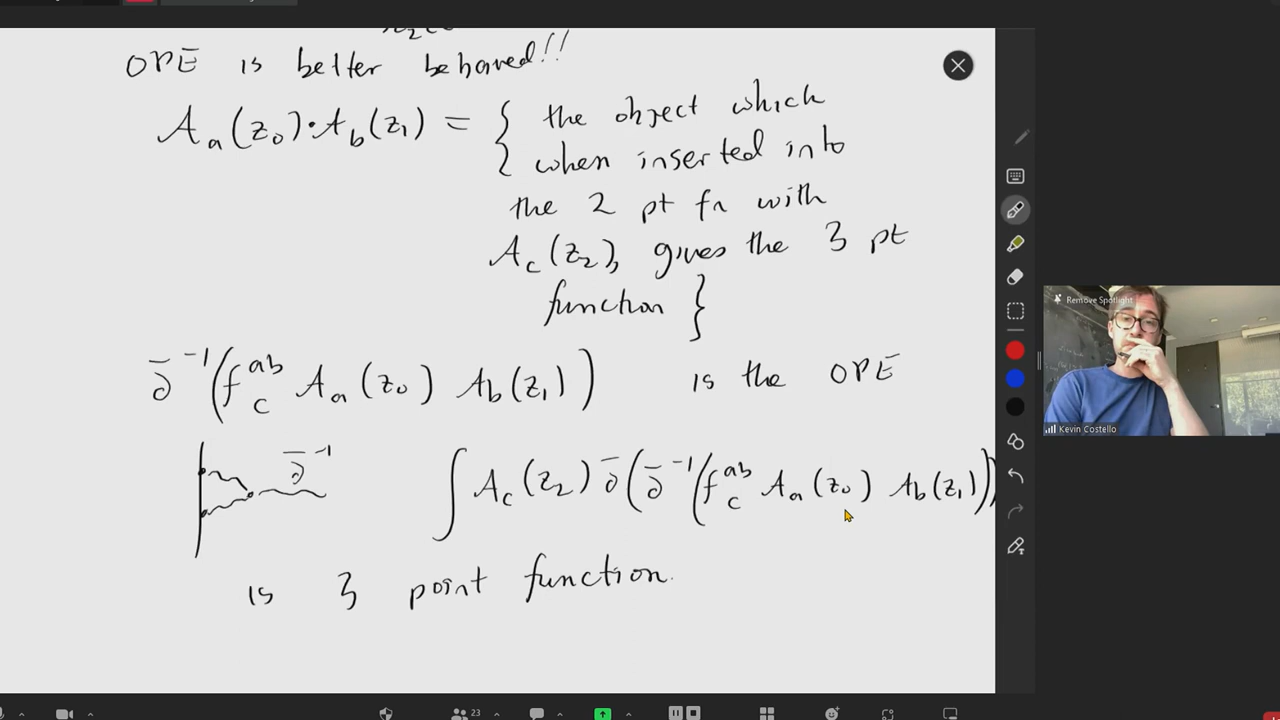 OPE is better behaved!!
A_a(z_0)·A_b(z_1) = { the object which
when inserted into
the 2 pt fn with
A_c(z_2), gives the 3 pt
function }
∂̄^{-1}(f^{ab}_c A_a(z_0) A_b(z_1)) is the OPE
∂̄^{-1}
∫ A_c(z_2) ∂̄(∂̄^{-1}(f^{ab}_c A_a(z_0) A_b(z_1))
is 3 point function.
Remove Spotlight
Kevin Costello
23